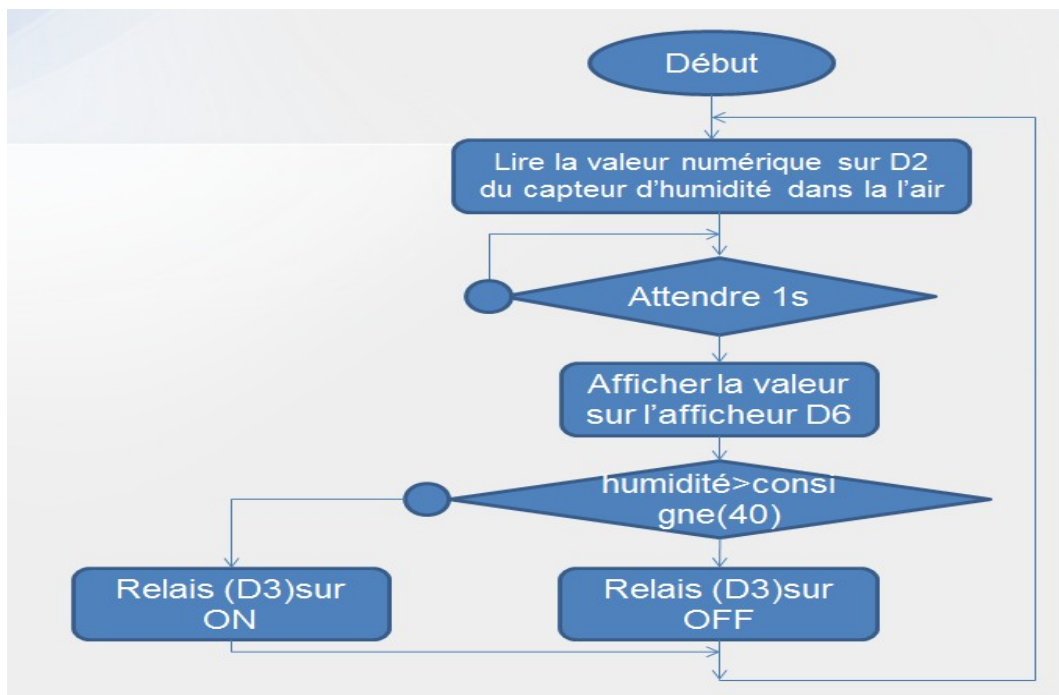 Début
Lire la valeur numérique sur D2
du capteur d'humidité dans la l'air
Attendre 1s
Afficher la valeur
sur l'afficheur D6
humidité>consi
gne(40)
Relais (D3)sur
ON
Relais (D3)sur
OFF